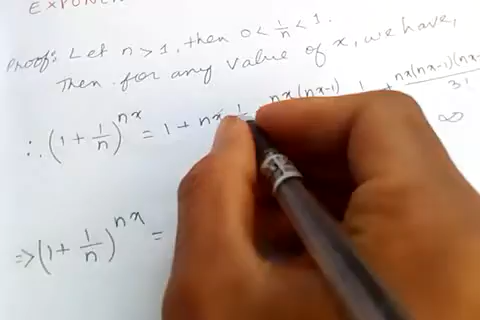 EXPONEN
Proof: Let n > 1, then 0 < 1/n < 1.
Then for any value of x, we have,
∴ (1 + 1/n)^nx = 1 + nx 1 nx(nx-1) nx(nx-1)(nx- / 3!
∞
⇒ (1 + 1/n)^nx =